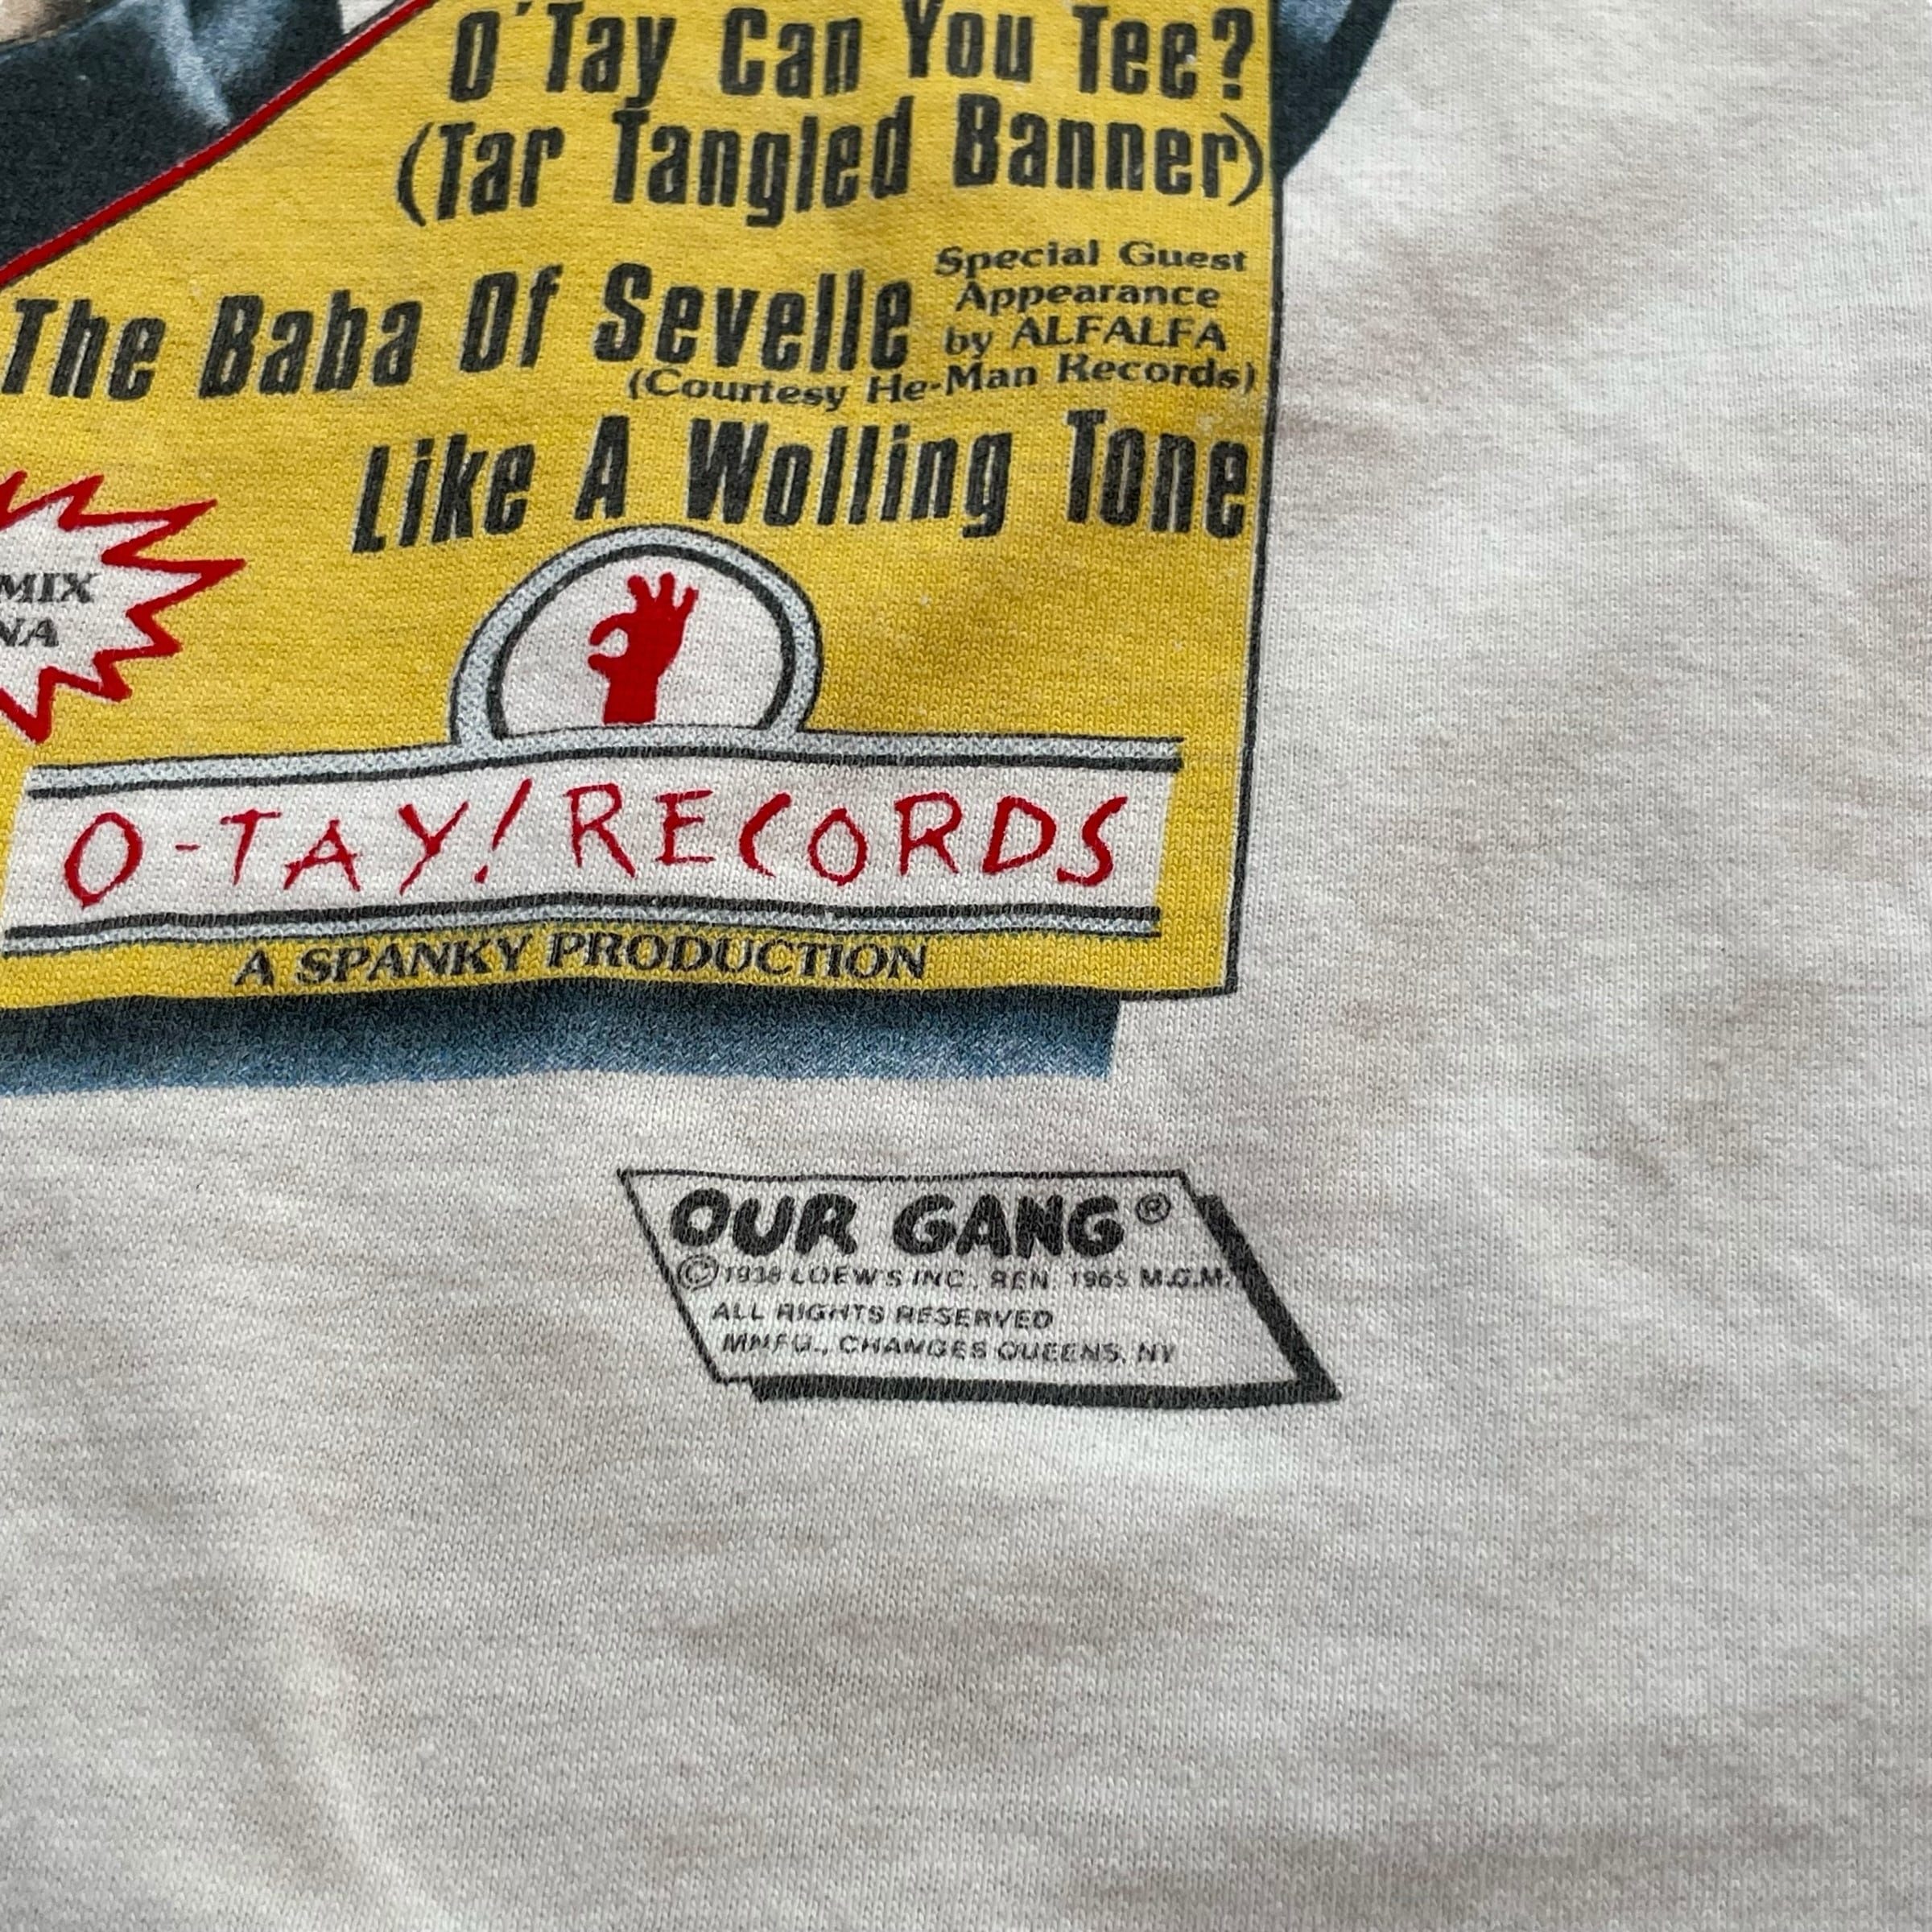 O'Tay Can You Tee?
(Tar Tangled Banner)
The Baba Of Sevelle
Special Guest
Appearance
by ALFALFA
(Courtesy He-Man Records)
Like A Wolling Tone
MIX
NA
O-TAY! RECORDS
A SPANKY PRODUCTION
OUR GANG®
©1938 LOEW'S INC., REN. 1965 M.G.M.
ALL RIGHTS RESERVED
MNFG., CHANGES QUEENS, NY